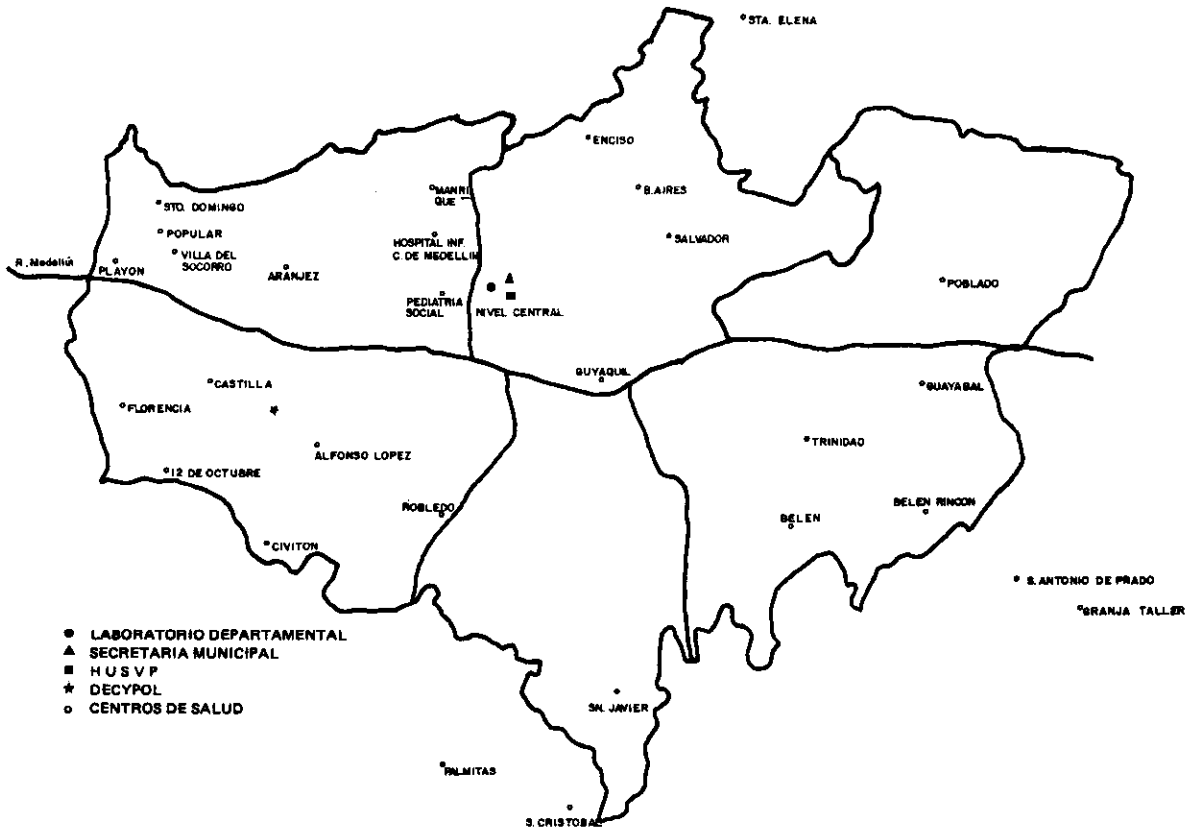 STA. ELENA
ENCISO
MANRI
QUE
B. AIRES
STO. DOMINGO
POPULAR
VILLA DEL
SOCORRO
HOSPITAL INF.
C. DE MEDELLIN
SALVADOR
R. Medellín
PLAYON
ARANJEZ
POBLADO
PEDIATRIA
SOCIAL
NIVEL CENTRAL
GUYAQUIL
CASTILLA
GUAYABAL
FLORENCIA
TRINIDAD
ALFONSO LOPEZ
12 DE OCTUBRE
ROBLEDO
BELEN RINCON
BELEN
CIVITON
S. ANTONIO DE PRADO
GRANJA TALLER
LABORATORIO DEPARTAMENTAL
SECRETARIA MUNICIPAL
H U S V P
DECYPOL
CENTROS DE SALUD
SN. JAVIER
PALMITAS
S. CRISTOBAL